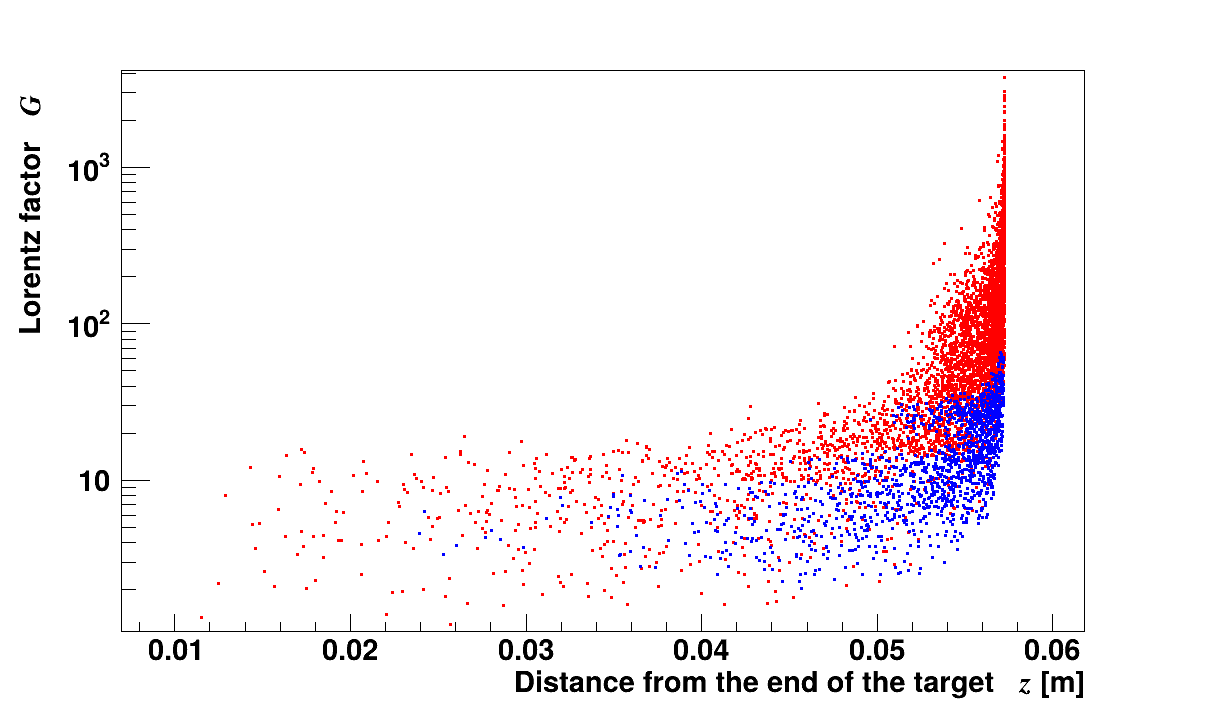 Lorentz factor G
10³
10²
10
0.01 0.02 0.03 0.04 0.05 0.06
Distance from the end of the target z [m]